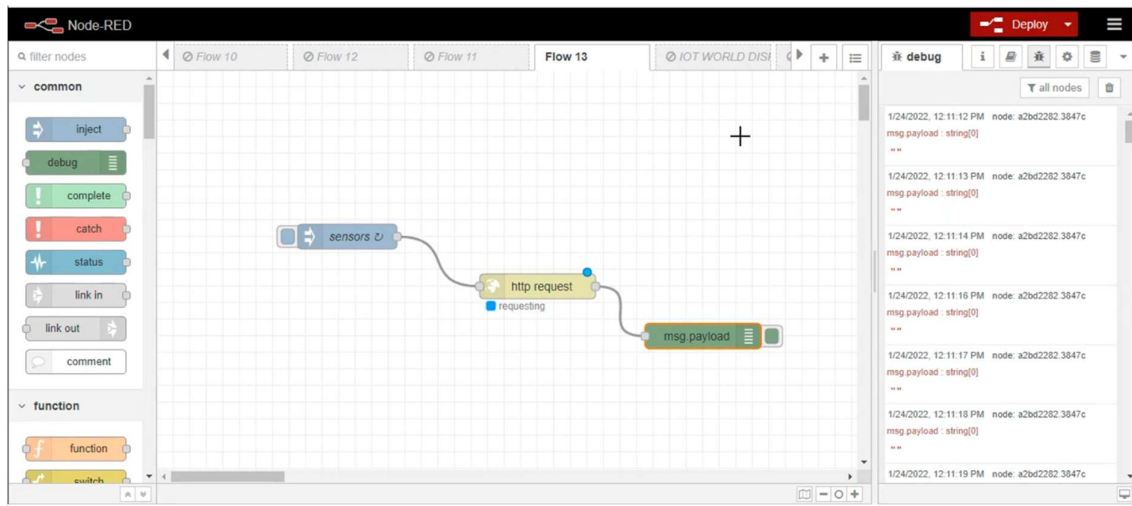 Node-RED
Deploy
filter nodes
Flow 10
Flow 12
Flow 11
Flow 13
IOT WORLD DISP
debug
i
common
all nodes
inject
debug
complete
catch
status
link in
link out
comment
function
function
switch
sensors ↻
http request
requesting
msg.payload
1/24/2022, 12:11:12 PM node: a2bd2282.3847c
msg.payload : string[0]
""
1/24/2022, 12:11:13 PM node: a2bd2282.3847c
msg.payload : string[0]
""
1/24/2022, 12:11:14 PM node: a2bd2282.3847c
msg.payload : string[0]
""
1/24/2022, 12:11:16 PM node: a2bd2282.3847c
msg.payload : string[0]
""
1/24/2022, 12:11:17 PM node: a2bd2282.3847c
msg.payload : string[0]
""
1/24/2022, 12:11:18 PM node: a2bd2282.3847c
msg.payload : string[0]
""
1/24/2022, 12:11:19 PM node: a2bd2282.3847c